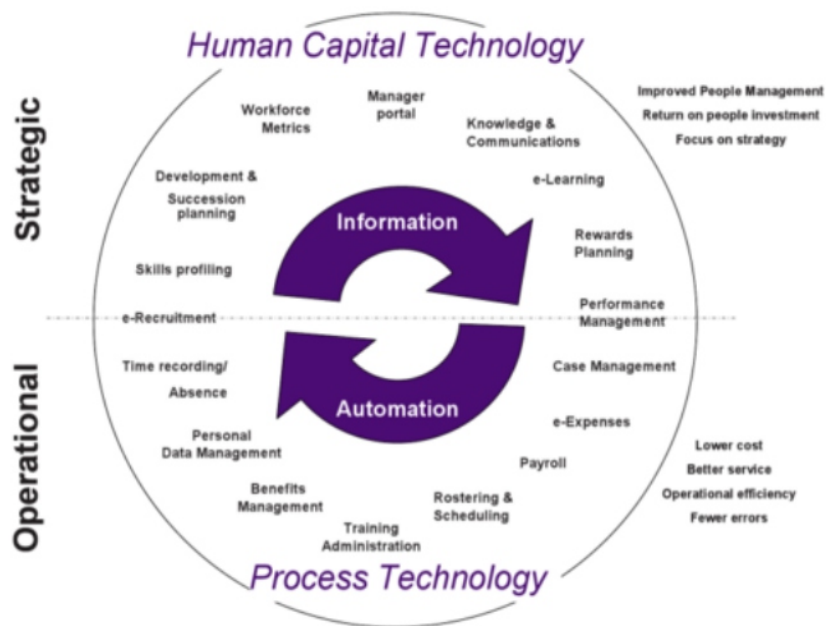 Human Capital Technology
Strategic
Improved People Management
Return on people investment
Focus on strategy
Workforce
Metrics
Manager
portal
Knowledge &
Communications
Development &
Succession
planning
e-Learning
Information
Rewards
Planning
Skills profiling
e-Recruitment
Performance
Management
Operational
Time recording/
Absence
Case Management
Automation
e-Expenses
Personal
Data Management
Payroll
Benefits
Management
Rostering &
Scheduling
Training
Administration
Lower cost
Better service
Operational efficiency
Fewer errors
Process Technology